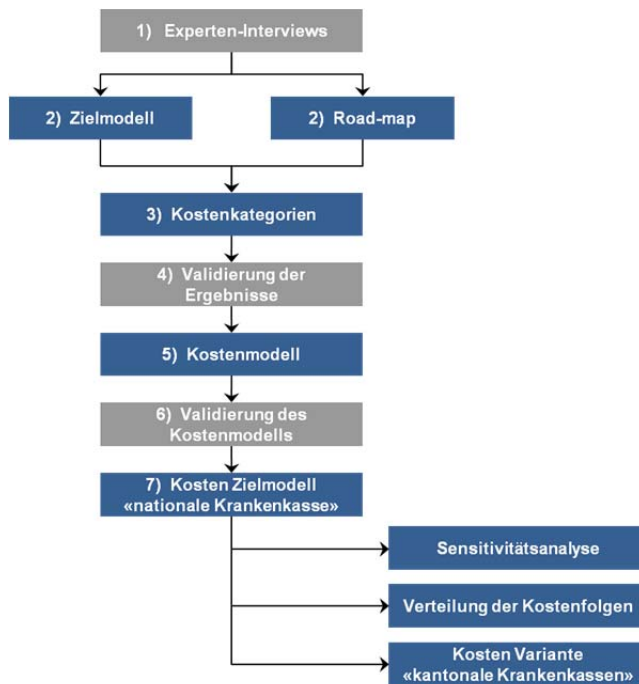 1) Experten-Interviews
2) Zielmodell
2) Road-map
3) Kostenkategorien
4) Validierung der
Ergebnisse
5) Kostenmodell
6) Validierung des
Kostenmodells
7) Kosten Zielmodell
«nationale Krankenkasse»
Sensitivitätsanalyse
Verteilung der Kostenfolgen
Kosten Variante
«kantonale Krankenkassen»